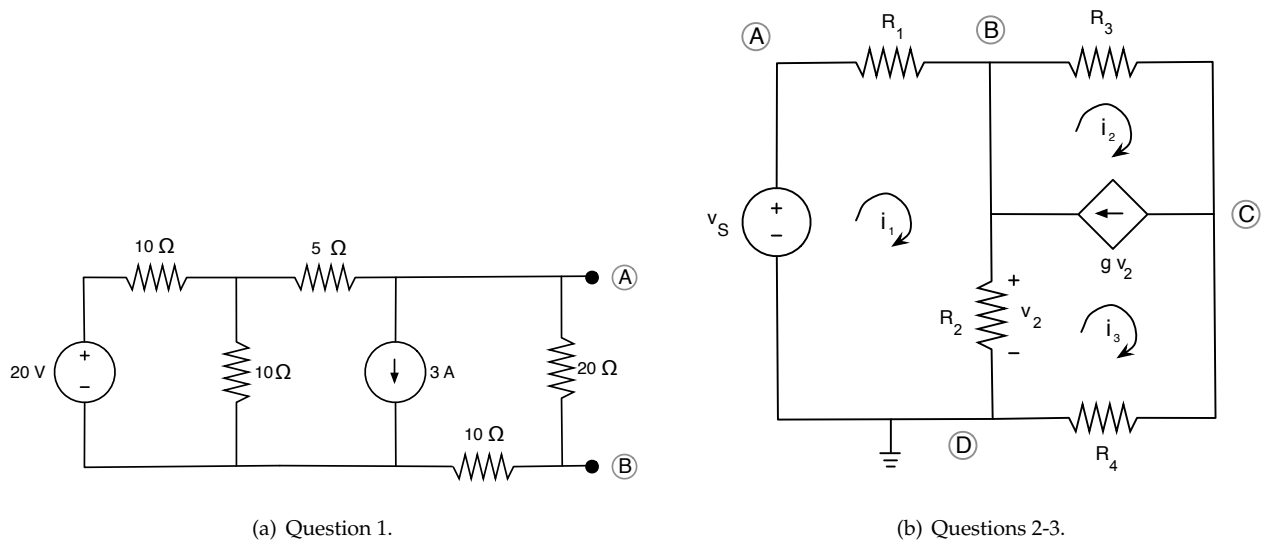 10 Ω
5 Ω
20 V
+
−
10Ω
3 A
20 Ω
10 Ω
A
B
(a) Question 1.
A
R1
B
R3
i2
vS
+
−
i1
C
g v2
R2
+
v2
−
i3
D
R4
(b) Questions 2-3.